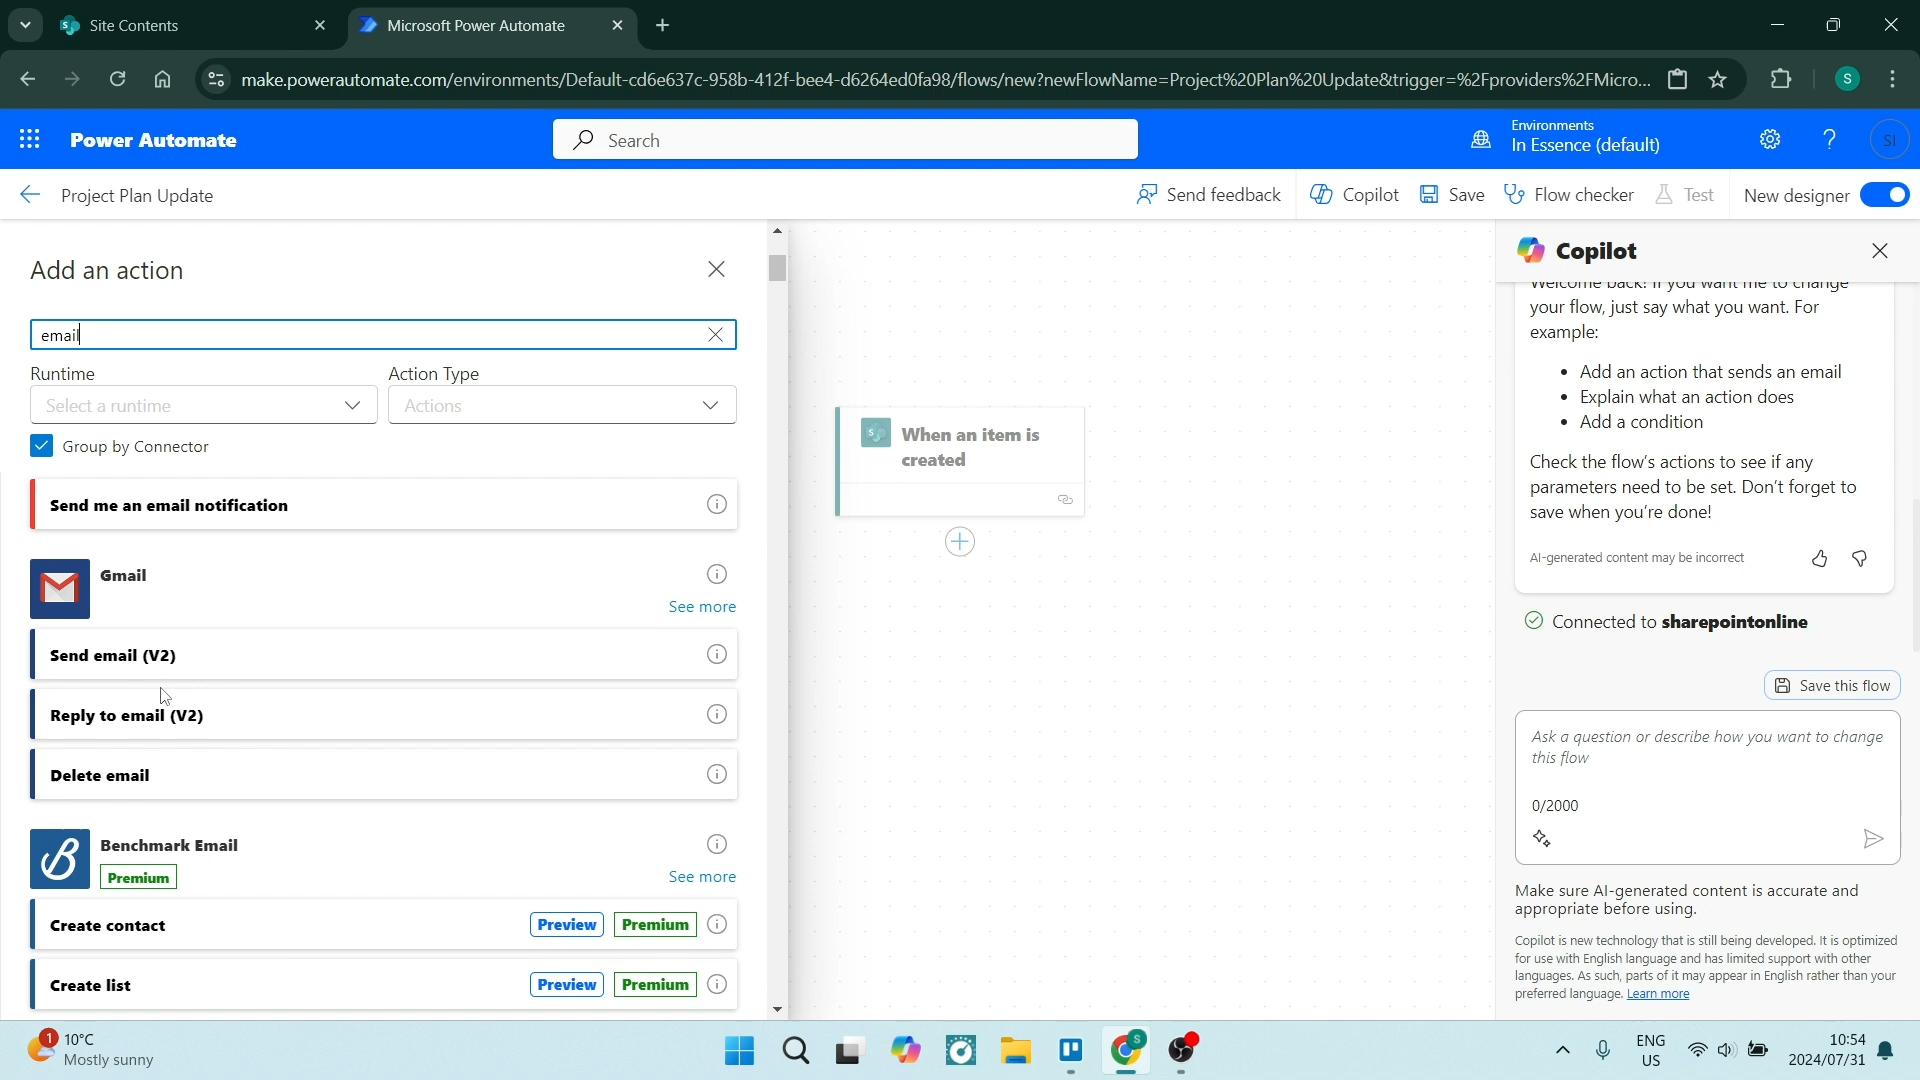 Site Contents
Microsoft Power Automate
make.powerautomate.com/environments/Default-cd6e637c-958b-412f-bee4-d6264ed0fa98/flows/new?newFlowName=Project%20Plan%20Update&trigger=%2Fproviders%2FMicro...
S
Power Automate
Search
Environments
In Essence (default)
SI
Project Plan Update
Send feedback
Copilot
Save
Flow checker
Test
New designer
Add an action
email
Runtime
Action Type
Select a runtime
Actions
Group by Connector
Send me an email notification
Gmail
See more
Send email (V2)
Reply to email (V2)
Delete email
Benchmark Email
Premium
See more
Create contact
Preview
Premium
Create list
Preview
Premium
When an item is
created
Copilot
Welcome back! If you want me to change
your flow, just say what you want. For
example:
• Add an action that sends an email
• Explain what an action does
• Add a condition
Check the flow's actions to see if any
parameters need to be set. Don't forget to
save when you're done!
AI-generated content may be incorrect
Connected to sharepointonline
Save this flow
Ask a question or describe how you want to change
this flow
0/2000
Make sure AI-generated content is accurate and
appropriate before using.
Copilot is new technology that is still being developed. It is optimized
for use with English language and has limited support with other
languages. As such, parts of it may appear in English rather than your
preferred language. Learn more
1
10°C
Mostly sunny
S
ENG
US
10:54
2024/07/31